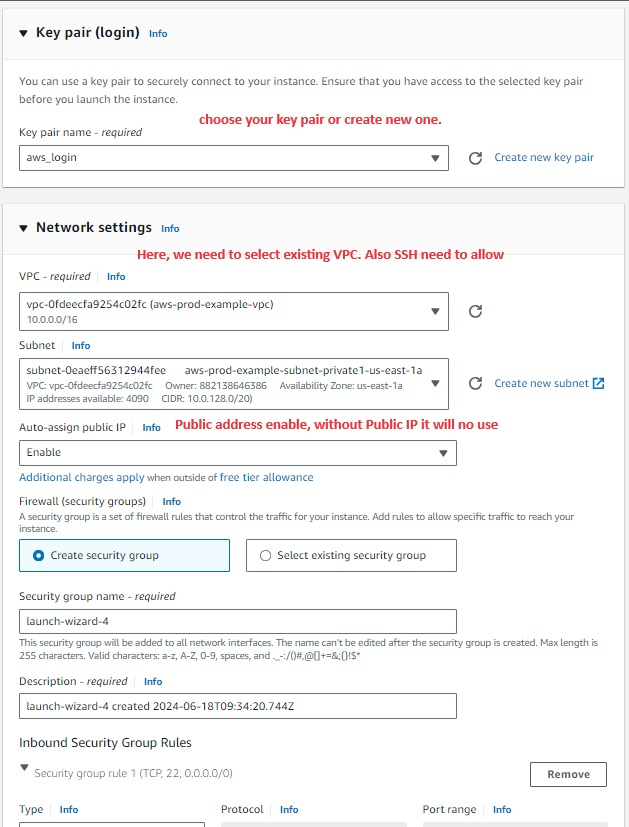 Key pair (login) Info
You can use a key pair to securely connect to your instance. Ensure that you have access to the selected key pair
before you launch the instance.
choose your key pair or create new one.
Key pair name - required
aws_login
Create new key pair
Network settings Info
Here, we need to select existing VPC. Also SSH need to allow
VPC - required Info
vpc-0fdeecfa9254c02fc (aws-prod-example-vpc)
10.0.0.0/16
Subnet Info
subnet-0eaeff56312944fee aws-prod-example-subnet-private1-us-east-1a
VPC: vpc-0fdeecfa9254c02fc Owner: 882138646386 Availability Zone: us-east-1a
IP addresses available: 4090 CIDR: 10.0.128.0/20)
Create new subnet
Auto-assign public IP Info
Public address enable, without Public IP it will no use
Enable
Additional charges apply when outside of free tier allowance
Firewall (security groups) Info
A security group is a set of firewall rules that control the traffic for your instance. Add rules to allow specific traffic to reach your
instance.
Create security group
Select existing security group
Security group name - required
launch-wizard-4
This security group will be added to all network interfaces. The name can't be edited after the security group is created. Max length is
255 characters. Valid characters: a-z, A-Z, 0-9, spaces, and ._-:/()#,@[]+=&;{}!$*
Description - required Info
launch-wizard-4 created 2024-06-18T09:34:20.744Z
Inbound Security Group Rules
Security group rule 1 (TCP, 22, 0.0.0.0/0)
Remove
Type Info
Protocol Info
Port range Info